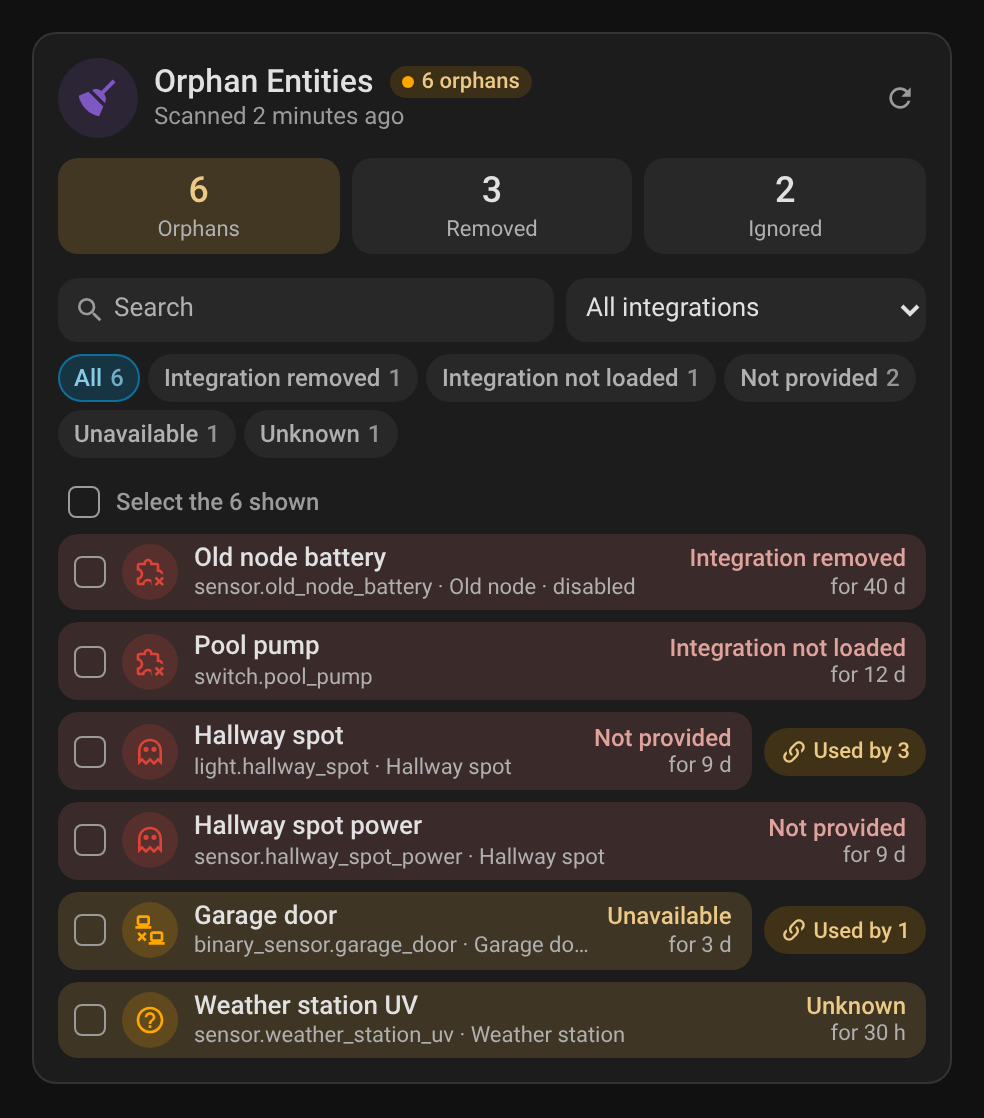 Orphan Entities
6 orphans
Scanned 2 minutes ago
6
Orphans
3
Removed
2
Ignored
Search
All integrations
All 6
Integration removed 1
Integration not loaded 1
Not provided 2
Unavailable 1
Unknown 1
Select the 6 shown
Old node battery
sensor.old_node_battery · Old node · disabled
Integration removed
for 40 d
Pool pump
switch.pool_pump
Integration not loaded
for 12 d
Hallway spot
light.hallway_spot · Hallway spot
Not provided
for 9 d
Used by 3
Hallway spot power
sensor.hallway_spot_power · Hallway spot
Not provided
for 9 d
Garage door
binary_sensor.garage_door · Garage do...
Unavailable
for 3 d
Used by 1
Weather station UV
sensor.weather_station_uv · Weather station
Unknown
for 30 h